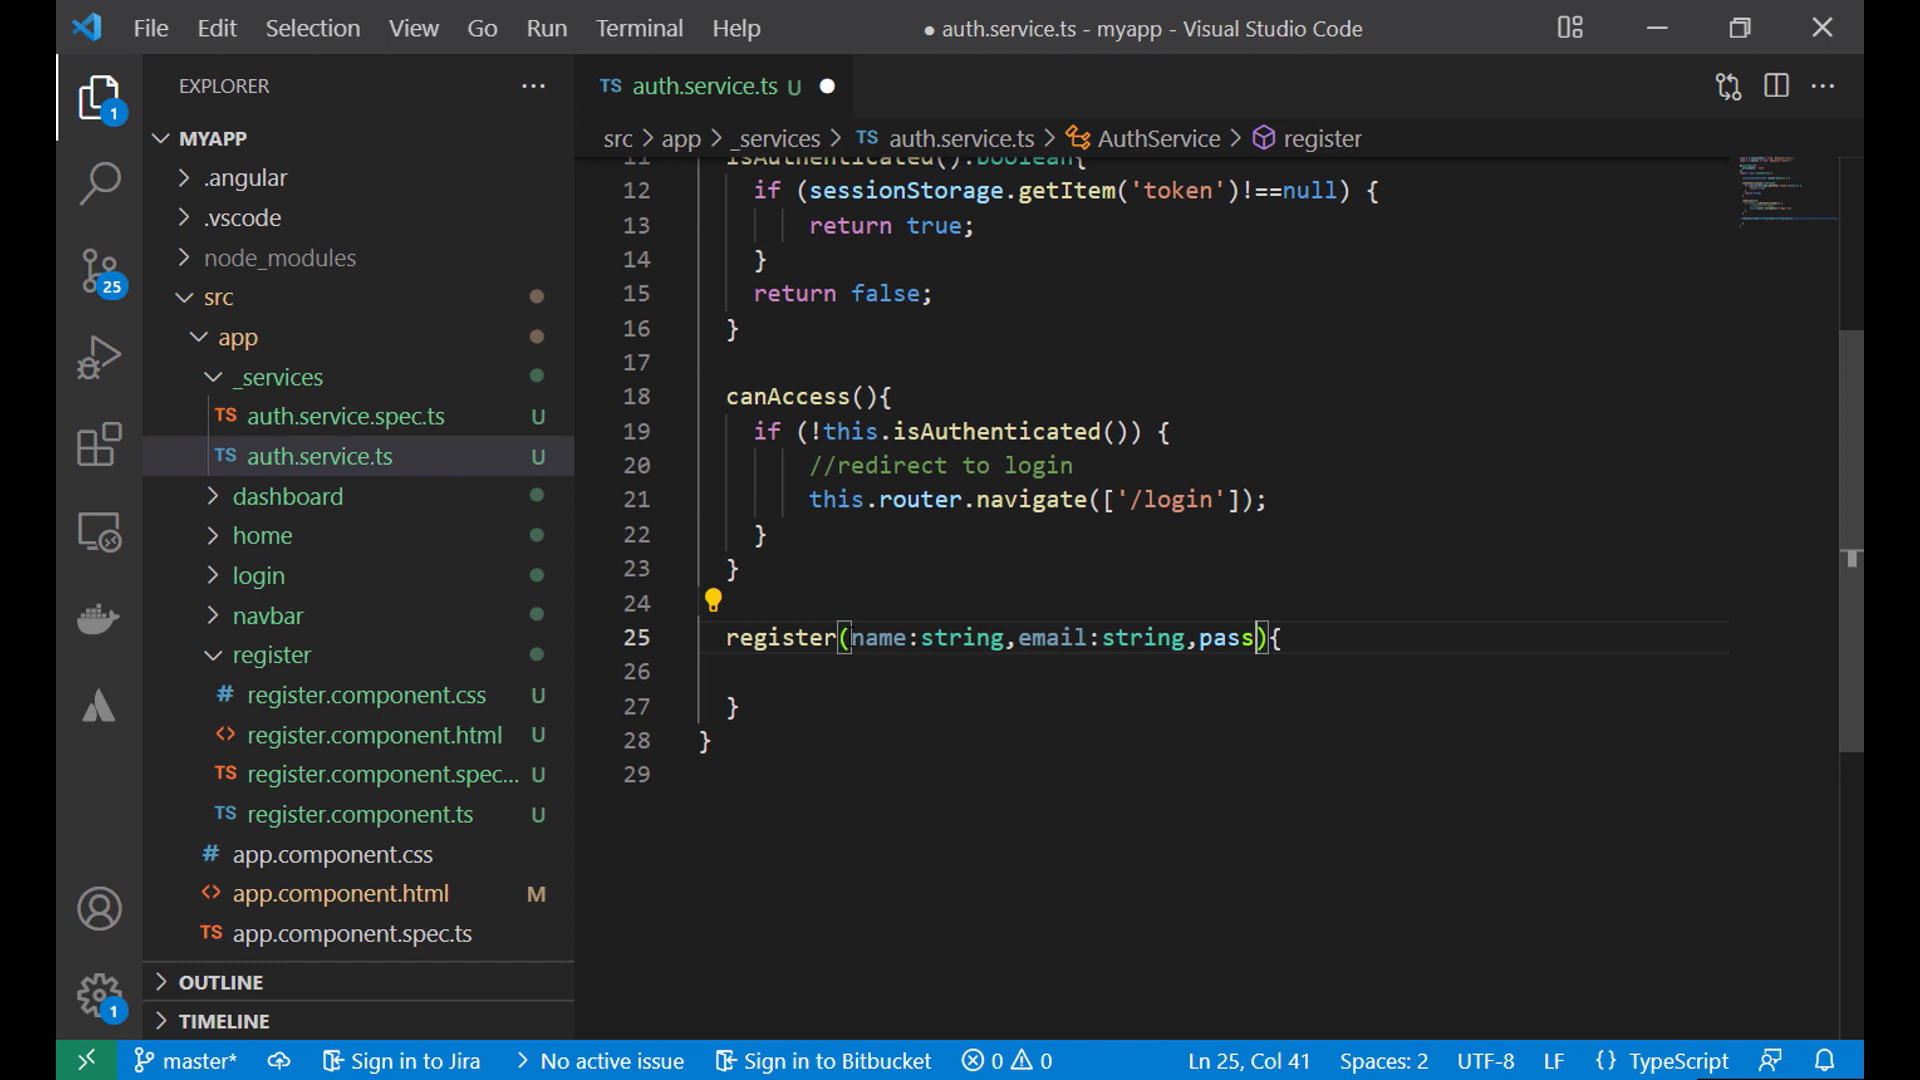 File Edit Selection View Go Run Terminal Help
● auth.service.ts - myapp - Visual Studio Code
EXPLORER ...
MYAPP
.angular
.vscode
node_modules
src
app
_services
TS auth.service.spec.ts U
TS auth.service.ts U
dashboard
home
login
navbar
register
# register.component.css U
<> register.component.html U
TS register.component.spec... U
TS register.component.ts U
# app.component.css
<> app.component.html M
TS app.component.spec.ts
OUTLINE
TIMELINE
1
25
1
TS auth.service.ts U ●
src > app > _services > TS auth.service.ts > AuthService > register
11 isAuthenticated():boolean{
12 if (sessionStorage.getItem('token')!==null) {
13 return true;
14 }
15 return false;
16 }
17
18 canAccess(){
19 if (!this.isAuthenticated()) {
20 //redirect to login
21 this.router.navigate(['/login']);
22 }
23 }
24
25 register(name:string,email:string,pass){
26
27 }
28 }
29
master* Sign in to Jira > No active issue Sign in to Bitbucket 0 0 Ln 25, Col 41 Spaces: 2 UTF-8 LF {} TypeScript